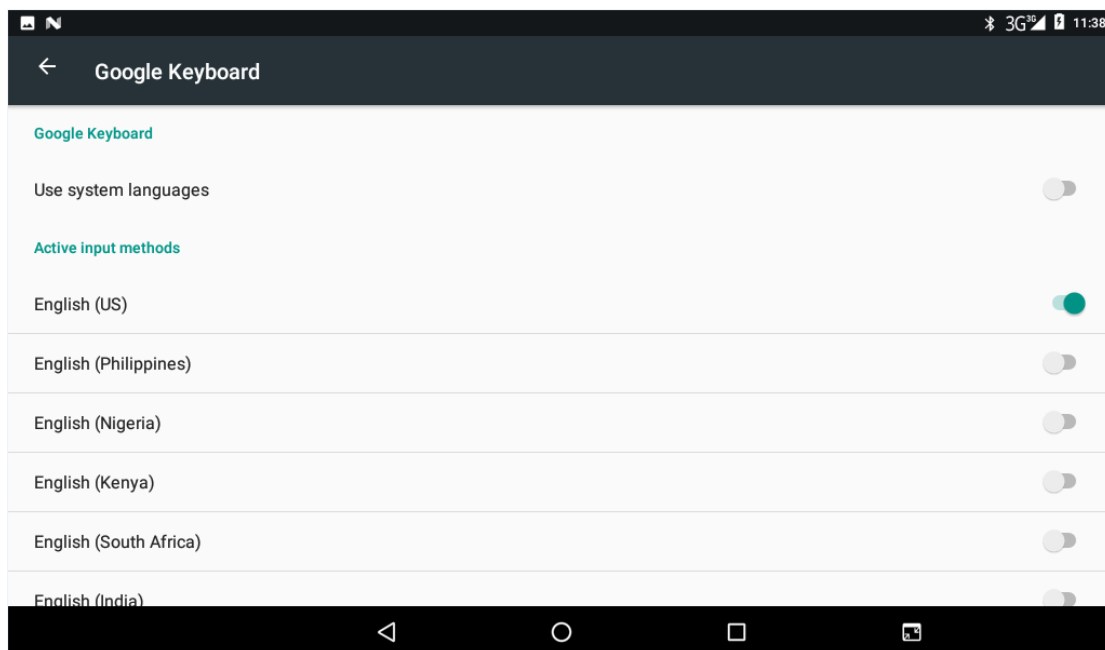 3G 3G 11:38
Google Keyboard
Google Keyboard
Use system languages
Active input methods
English (US)
English (Philippines)
English (Nigeria)
English (Kenya)
English (South Africa)
English (India)